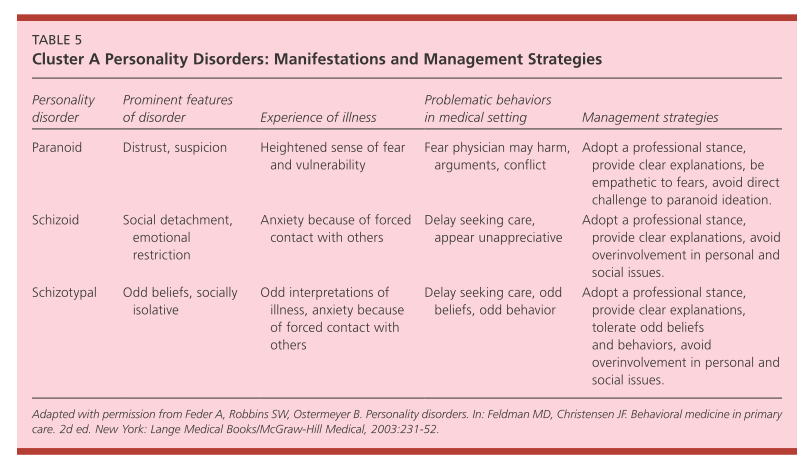 TABLE 5
Cluster A Personality Disorders: Manifestations and Management Strategies
Personality disorder
Prominent features of disorder
Experience of illness
Problematic behaviors in medical setting
Management strategies
Paranoid
Distrust, suspicion
Heightened sense of fear
and vulnerability
Fear physician may harm,
arguments, conflict
Adopt a professional stance,
provide clear explanations, be
empathetic to fears, avoid direct
challenge to paranoid ideation.
Schizoid
Social detachment,
emotional
restriction
Anxiety because of forced
contact with others
Delay seeking care,
appear unappreciative
Adopt a professional stance,
provide clear explanations, avoid
overinvolvement in personal and
social issues.
Schizotypal
Odd beliefs, socially
isolative
Odd interpretations of
illness, anxiety because
of forced contact with
others
Delay seeking care, odd
beliefs, odd behavior
Adopt a professional stance,
provide clear explanations,
tolerate odd beliefs
and behaviors, avoid
overinvolvement in personal and
social issues.
Adapted with permission from Feder A, Robbins SW, Ostermeyer B. Personality disorders. In: Feldman MD, Christensen JF. Behavioral medicine in primary
care. 2d ed. New York: Lange Medical Books/McGraw-Hill Medical, 2003:231-52.